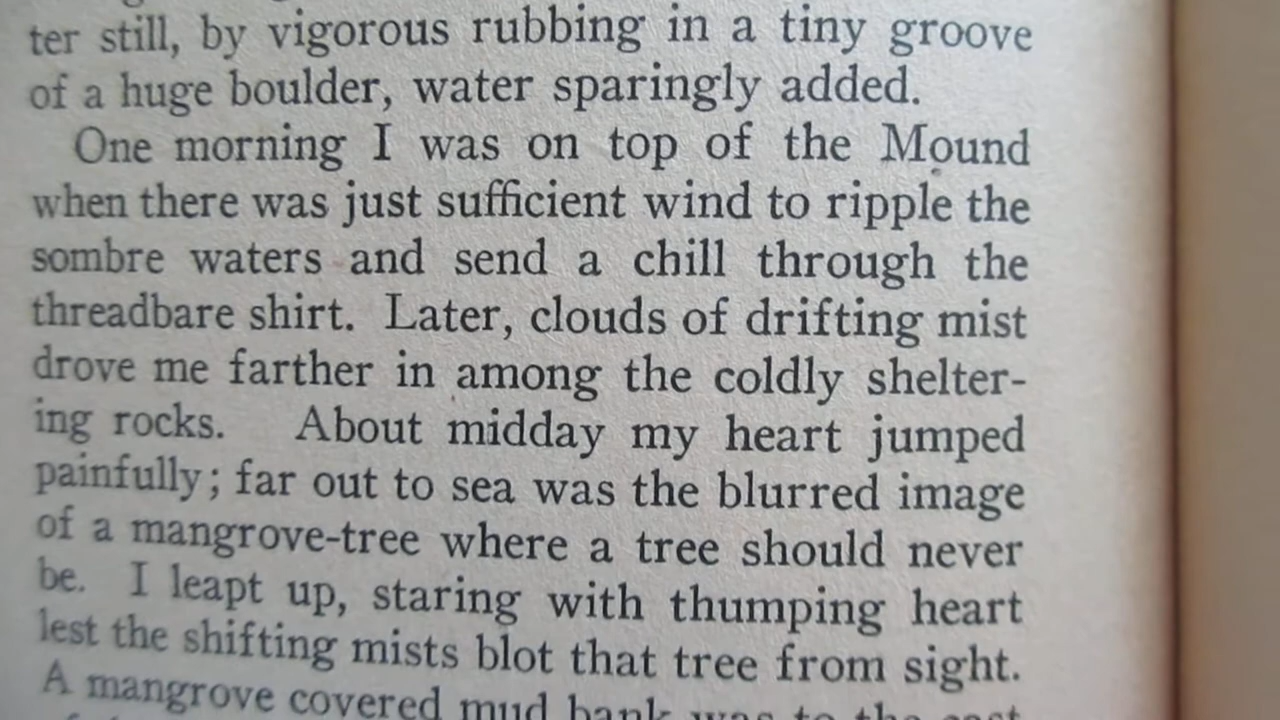 ter still, by vigorous rubbing in a tiny groove
of a huge boulder, water sparingly added.
One morning I was on top of the Mound
when there was just sufficient wind to ripple the
sombre waters and send a chill through the
threadbare shirt. Later, clouds of drifting mist
drove me farther in among the coldly shelter-
ing rocks. About midday my heart jumped
painfully; far out to sea was the blurred image
of a mangrove-tree where a tree should never
be. I leapt up, staring with thumping heart
lest the shifting mists blot that tree from sight.
A mangrove covered mud bank was to the east